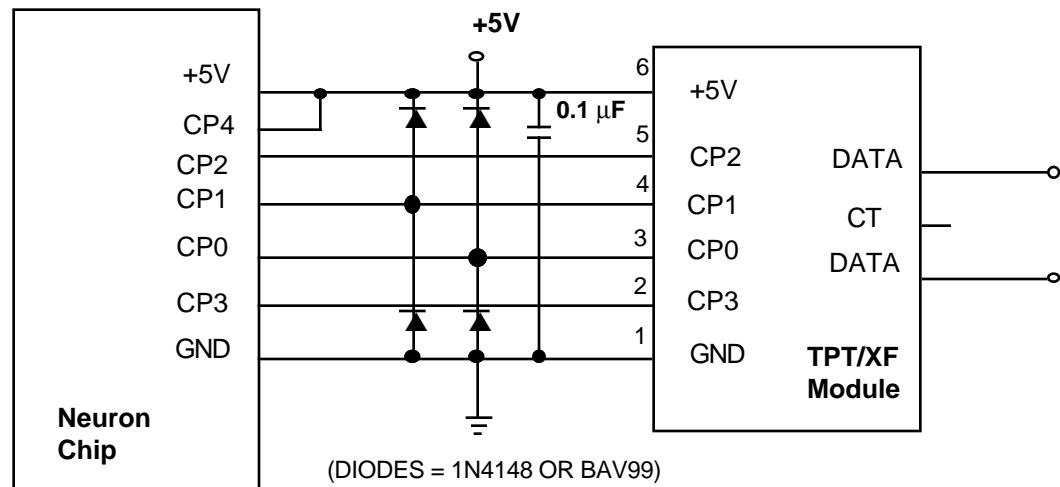 +5V
+5V
CP4
CP2
CP1
CP0
CP3
GND
Neuron
Chip
0.1 μF
6
5
4
3
2
1
+5V
CP2
CP1
CP0
CP3
GND
DATA
CT
DATA
TPT/XF
Module
(DIODES = 1N4148 OR BAV99)